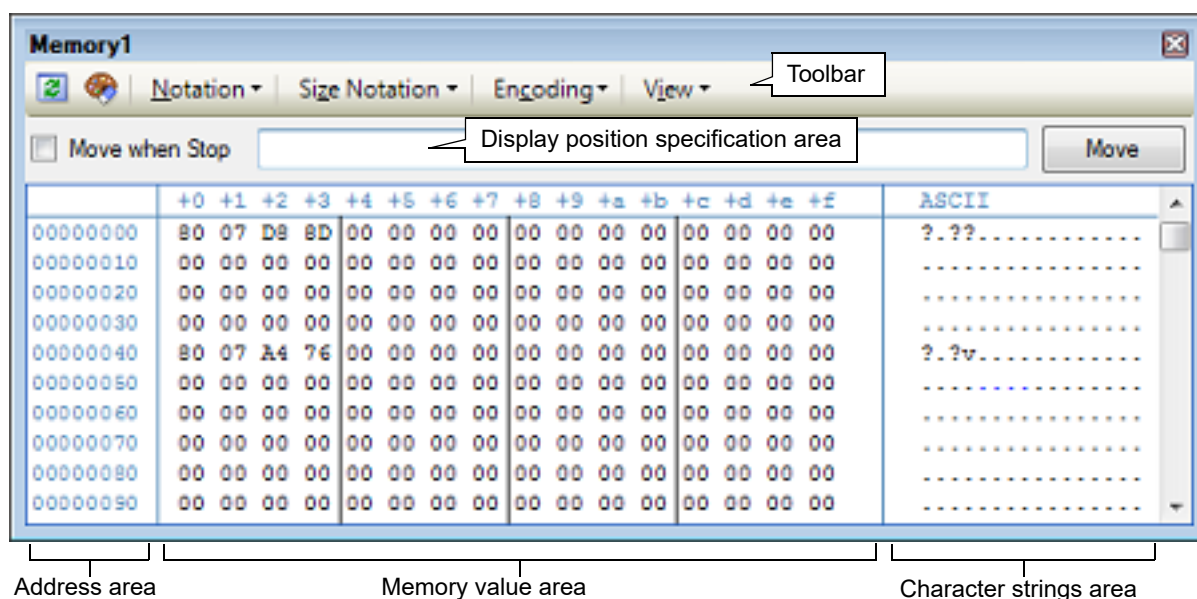 Memory1
Notation Size Notation Encoding View Toolbar
Move when Stop Display position specification area Move
+0 +1 +2 +3 +4 +5 +6 +7 +8 +9 +a +b +c +d +e +f ASCII
00000000 80 07 D8 8D 00 00 00 00 00 00 00 00 00 00 00 00 ?.??............
00000010 00 00 00 00 00 00 00 00 00 00 00 00 00 00 00 00 ................
00000020 00 00 00 00 00 00 00 00 00 00 00 00 00 00 00 00 ................
00000030 00 00 00 00 00 00 00 00 00 00 00 00 00 00 00 00 ................
00000040 80 07 A4 76 00 00 00 00 00 00 00 00 00 00 00 00 ?.?v............
00000050 00 00 00 00 00 00 00 00 00 00 00 00 00 00 00 00 ................
00000060 00 00 00 00 00 00 00 00 00 00 00 00 00 00 00 00 ................
00000070 00 00 00 00 00 00 00 00 00 00 00 00 00 00 00 00 ................
00000080 00 00 00 00 00 00 00 00 00 00 00 00 00 00 00 00 ................
00000090 00 00 00 00 00 00 00 00 00 00 00 00 00 00 00 00 ................
Address area Memory value area Character strings area